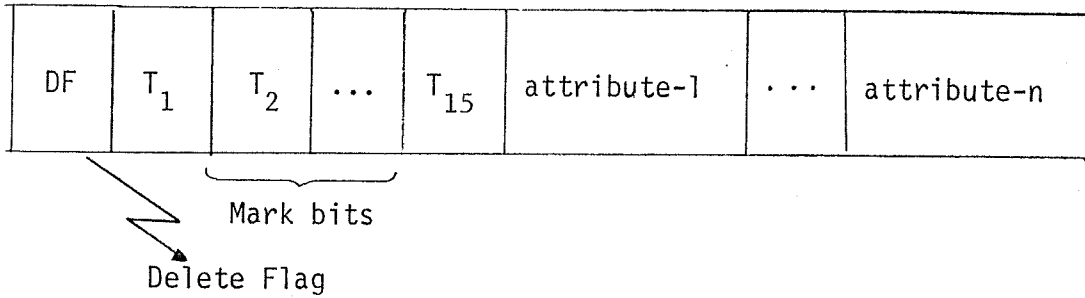 DF T₁ T₂ ... T₁₅ attribute-1 ... attribute-n
Mark bits
Delete Flag